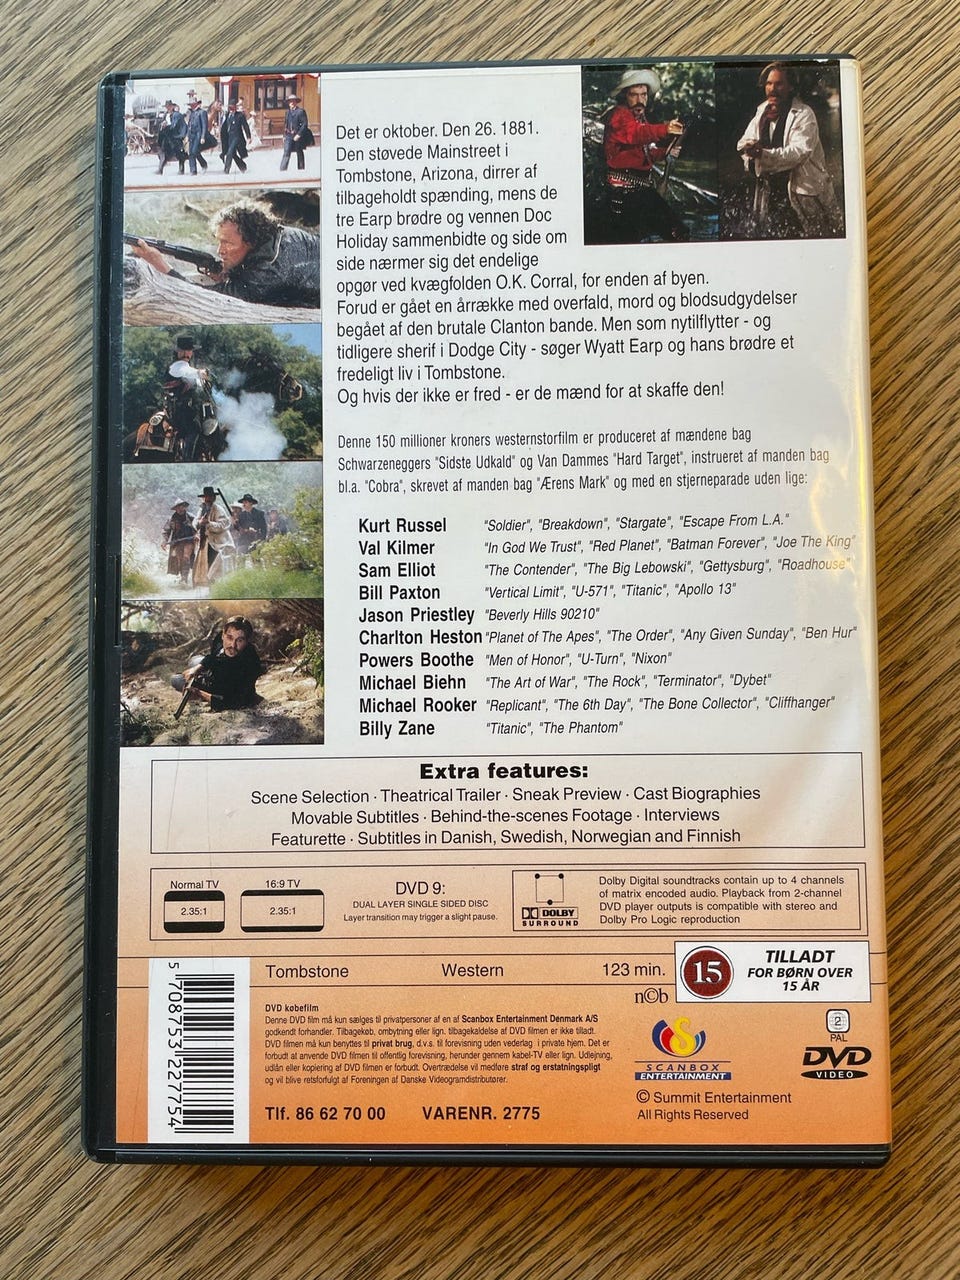 Det er oktober. Den 26. 1881.
Den støvede Mainstreet i
Tombstone, Arizona, dirrer af
tilbageholdt spænding, mens de
tre Earp brødre og vennen Doc
Holiday sammenbidte og side om
side nærmer sig det endelige
opgør ved kvægfolden O.K. Corral, for enden af byen.
Forud er gået en årrække med overfald, mord og blodsudgydelser
begået af den brutale Clanton bande. Men som nytilflytter - og
tidligere sherif i Dodge City - søger Wyatt Earp og hans brødre et
fredeligt liv i Tombstone.
Og hvis der ikke er fred - er de mænd for at skaffe den!
Denne 150 millioner kroners westernstorfilm er produceret af mændene bag
Schwarzeneggers "Sidste Udkald" og Van Dammes "Hard Target", instrueret af manden bag
bl.a. "Cobra", skrevet af manden bag "Ærens Mark" og med en stjerneparade uden lige:
Kurt Russel "Soldier", "Breakdown", "Stargate", "Escape From L.A."
Val Kilmer "In God We Trust", "Red Planet", "Batman Forever", "Joe The King"
Sam Elliot "The Contender", "The Big Lebowski", "Gettysburg", "Roadhouse"
Bill Paxton "Vertical Limit", "U-571", "Titanic", "Apollo 13"
Jason Priestley "Beverly Hills 90210"
Charlton Heston "Planet of The Apes", "The Order", "Any Given Sunday", "Ben Hur"
Powers Boothe "Men of Honor", "U-Turn", "Nixon"
Michael Biehn "The Art of War", "The Rock", "Terminator", "Dybet"
Michael Rooker "Replicant", "The 6th Day", "The Bone Collector", "Cliffhanger"
Billy Zane "Titanic", "The Phantom"
Extra features:
Scene Selection · Theatrical Trailer · Sneak Preview · Cast Biographies
Movable Subtitles · Behind-the-scenes Footage · Interviews
Featurette · Subtitles in Danish, Swedish, Norwegian and Finnish
Normal TV
2.35:1
16:9 TV
2.35:1
DVD 9:
DUAL LAYER SINGLE SIDED DISC
Layer transition may trigger a slight pause.
DOLBY
SURROUND
Dolby Digital soundtracks contain up to 4 channels
of matrix encoded audio. Playback from 2-channel
DVD player outputs is compatible with stereo and
Dolby Pro Logic reproduction
Tombstone Western 123 min.
15
TILLADT
FOR BØRN OVER
15 ÅR
n©b
5 708753 227754
DVD købefilm
Denne DVD film må kun sælges til privatpersoner af en af Scanbox Entertainment Denmark A/S
godkendt forhandler. Tilbagekøb, ombytning eller lign. tilbagekaldelse af DVD filmen er ikke tilladt.
DVD filmen må kun benyttes til privat brug, d.v.s. til forevisning uden vederlag i private hjem. Det er
forbudt at anvende DVD filmen til offentlig forevisning, herunder gennem kabel-TV eller lign. Udlejning,
udlån eller kopiering af DVD filmen er forbudt. Overtrædelse vil medføre straf og erstatningspligt
og vil blive retsforfulgt af Foreningen af Danske Videogramdistributører.
Tlf. 86 62 70 00 VARENR. 2775
SCANBOX
ENTERTAINMENT
© Summit Entertainment
All Rights Reserved
2
PAL
DVD
VIDEO